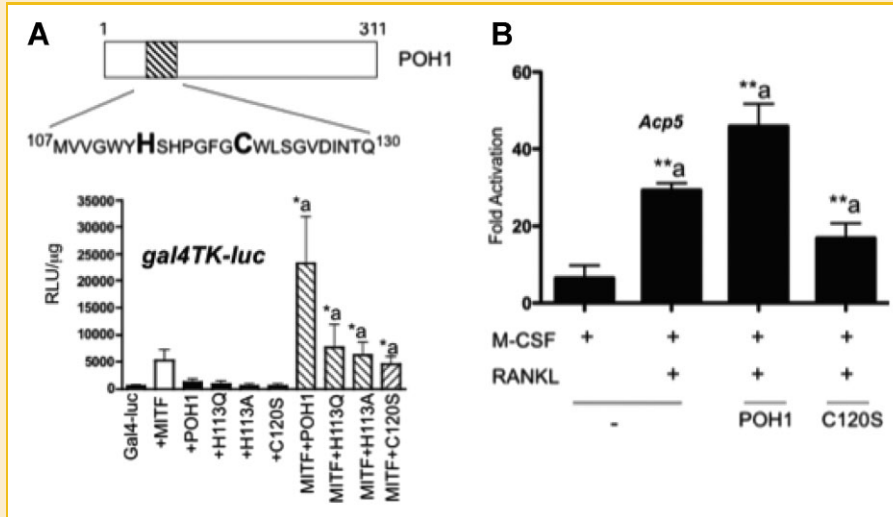 A
1 311
POH1
107MVVGWYHSHPGFGCWLSGVDINTQ130
35000
30000
25000
20000
15000
10000
5000
0
RLU/μg
gal4TK-luc
*a
*a
*a
*a
Gal4-luc
+MITF
+POH1
+H113Q
+H113A
+C120S
MITF+POH1
MITF+H113Q
MITF+H113A
MITF+C120S
B
60
40
20
0
Fold Activation
Acp5
**a
**a
**a
M-CSF + + + +
RANKL + + +
- POH1 C120S